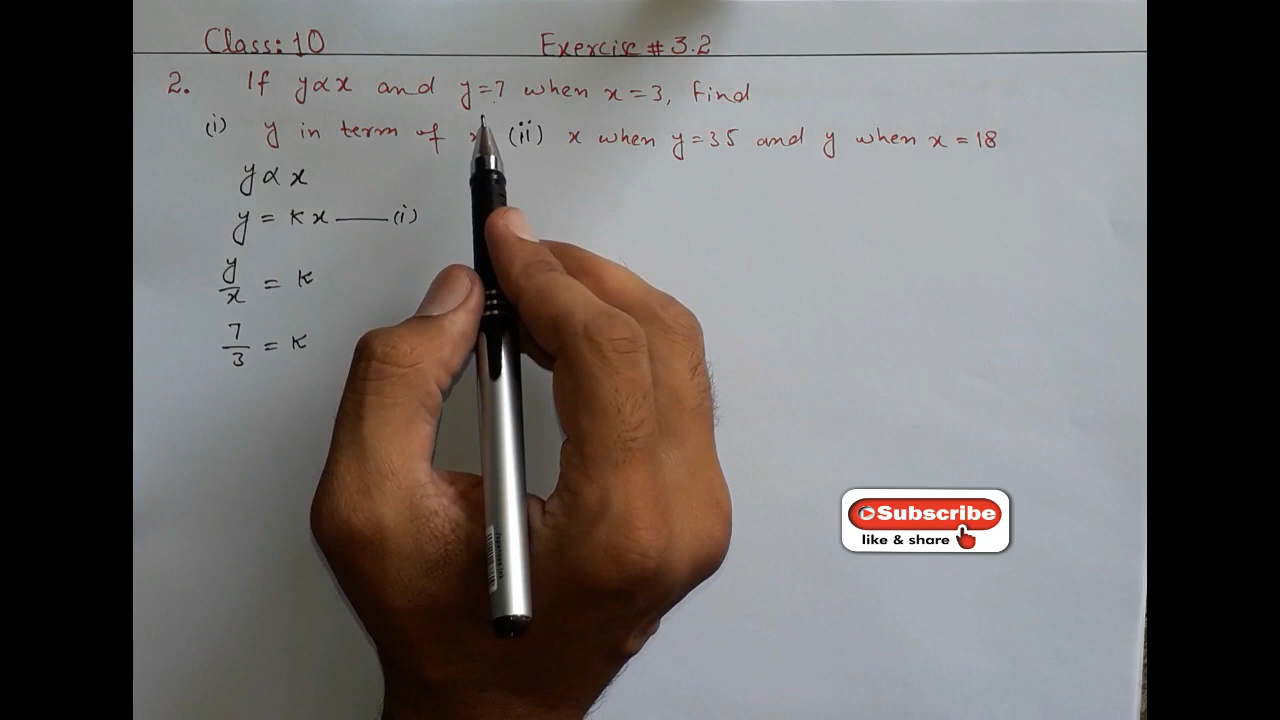 Class: 10 Exercise # 3.2
2. If y∝x and y=7 when x=3, Find
(i) y in term of x (ii) x when y=35 and y when x=18
y∝x
y = Kx —— (i)
y/x = K
7/3 = K
Subscribe
like & share